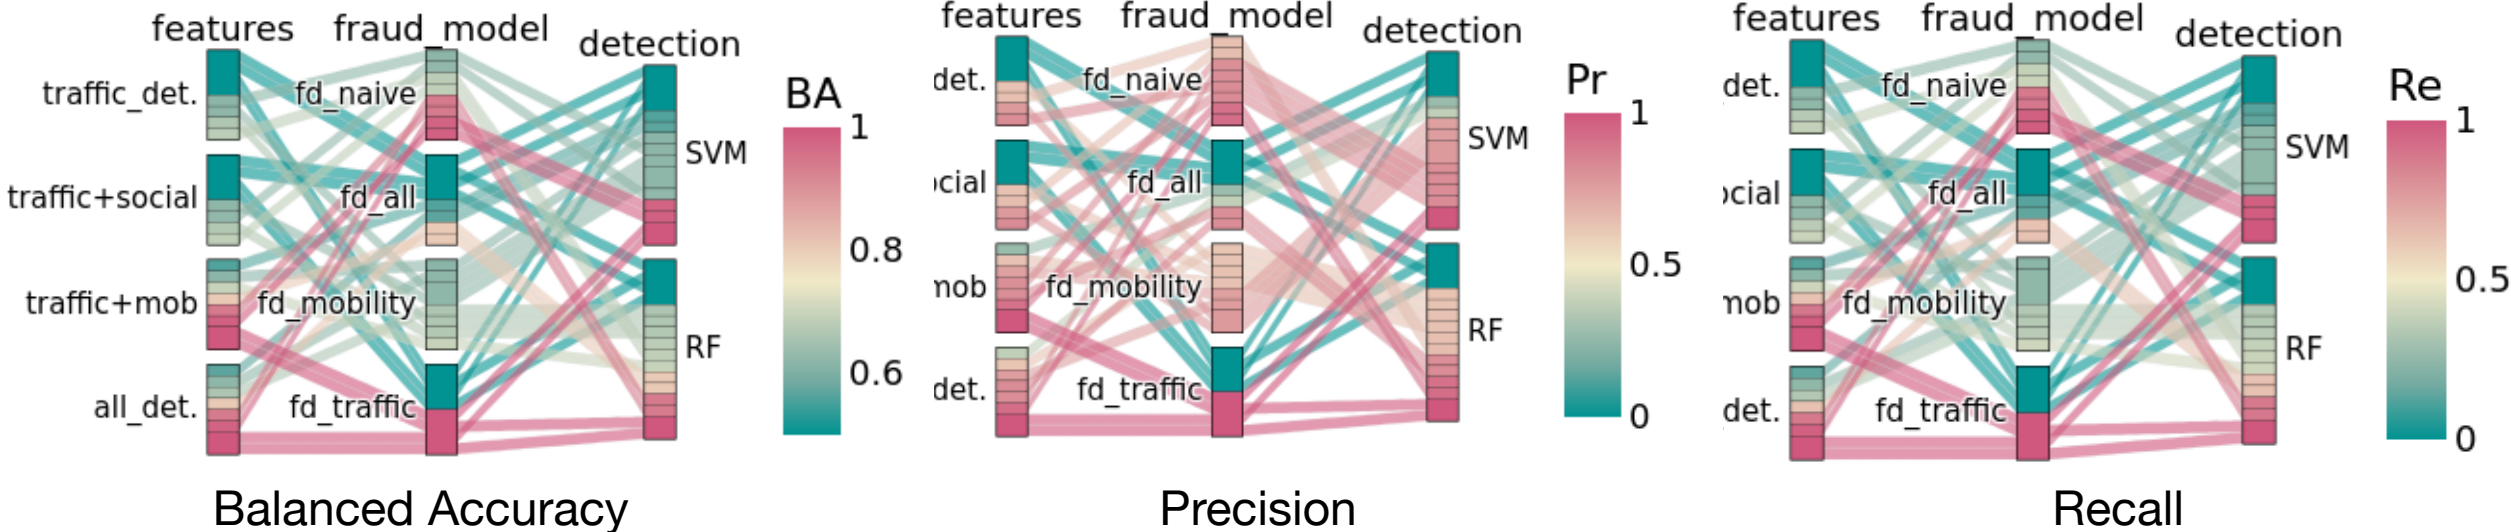 features fraud_model detection
traffic_det.
traffic+social
traffic+mob
all_det.
fd_naive
fd_all
fd_mobility
fd_traffic
SVM
RF
BA
1
0.8
0.6
Balanced Accuracy
features fraud_model detection
det.
ocial
mob
det.
fd_naive
fd_all
fd_mobility
fd_traffic
SVM
RF
Pr
1
0.5
0
Precision
features fraud_model detection
det.
ocial
mob
det.
fd_naive
fd_all
fd_mobility
fd_traffic
SVM
RF
Re
1
0.5
0
Recall